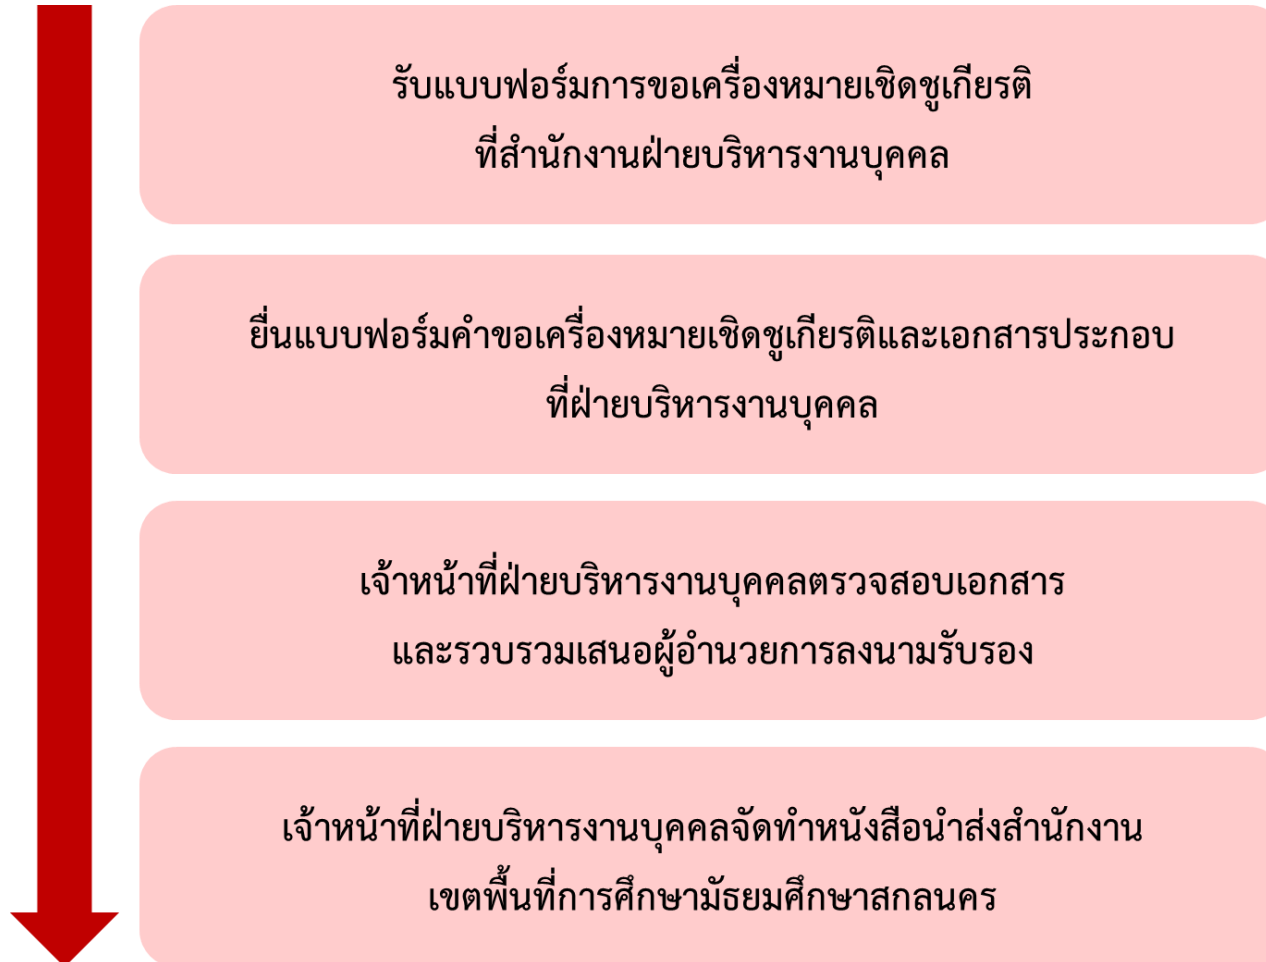 รับแบบฟอร์มการขอเครื่องหมายเชิดชูเกียรติ
ที่สำนักงานฝ่ายบริหารงานบุคคล
ยื่นแบบฟอร์มคำขอเครื่องหมายเชิดชูเกียรติและเอกสารประกอบ
ที่ฝ่ายบริหารงานบุคคล
เจ้าหน้าที่ฝ่ายบริหารงานบุคคลตรวจสอบเอกสาร
และรวบรวมเสนอผู้อำนวยการลงนามรับรอง
เจ้าหน้าที่ฝ่ายบริหารงานบุคคลจัดทำหนังสือนำส่งสำนักงาน
เขตพื้นที่การศึกษามัธยมศึกษาสกลนคร